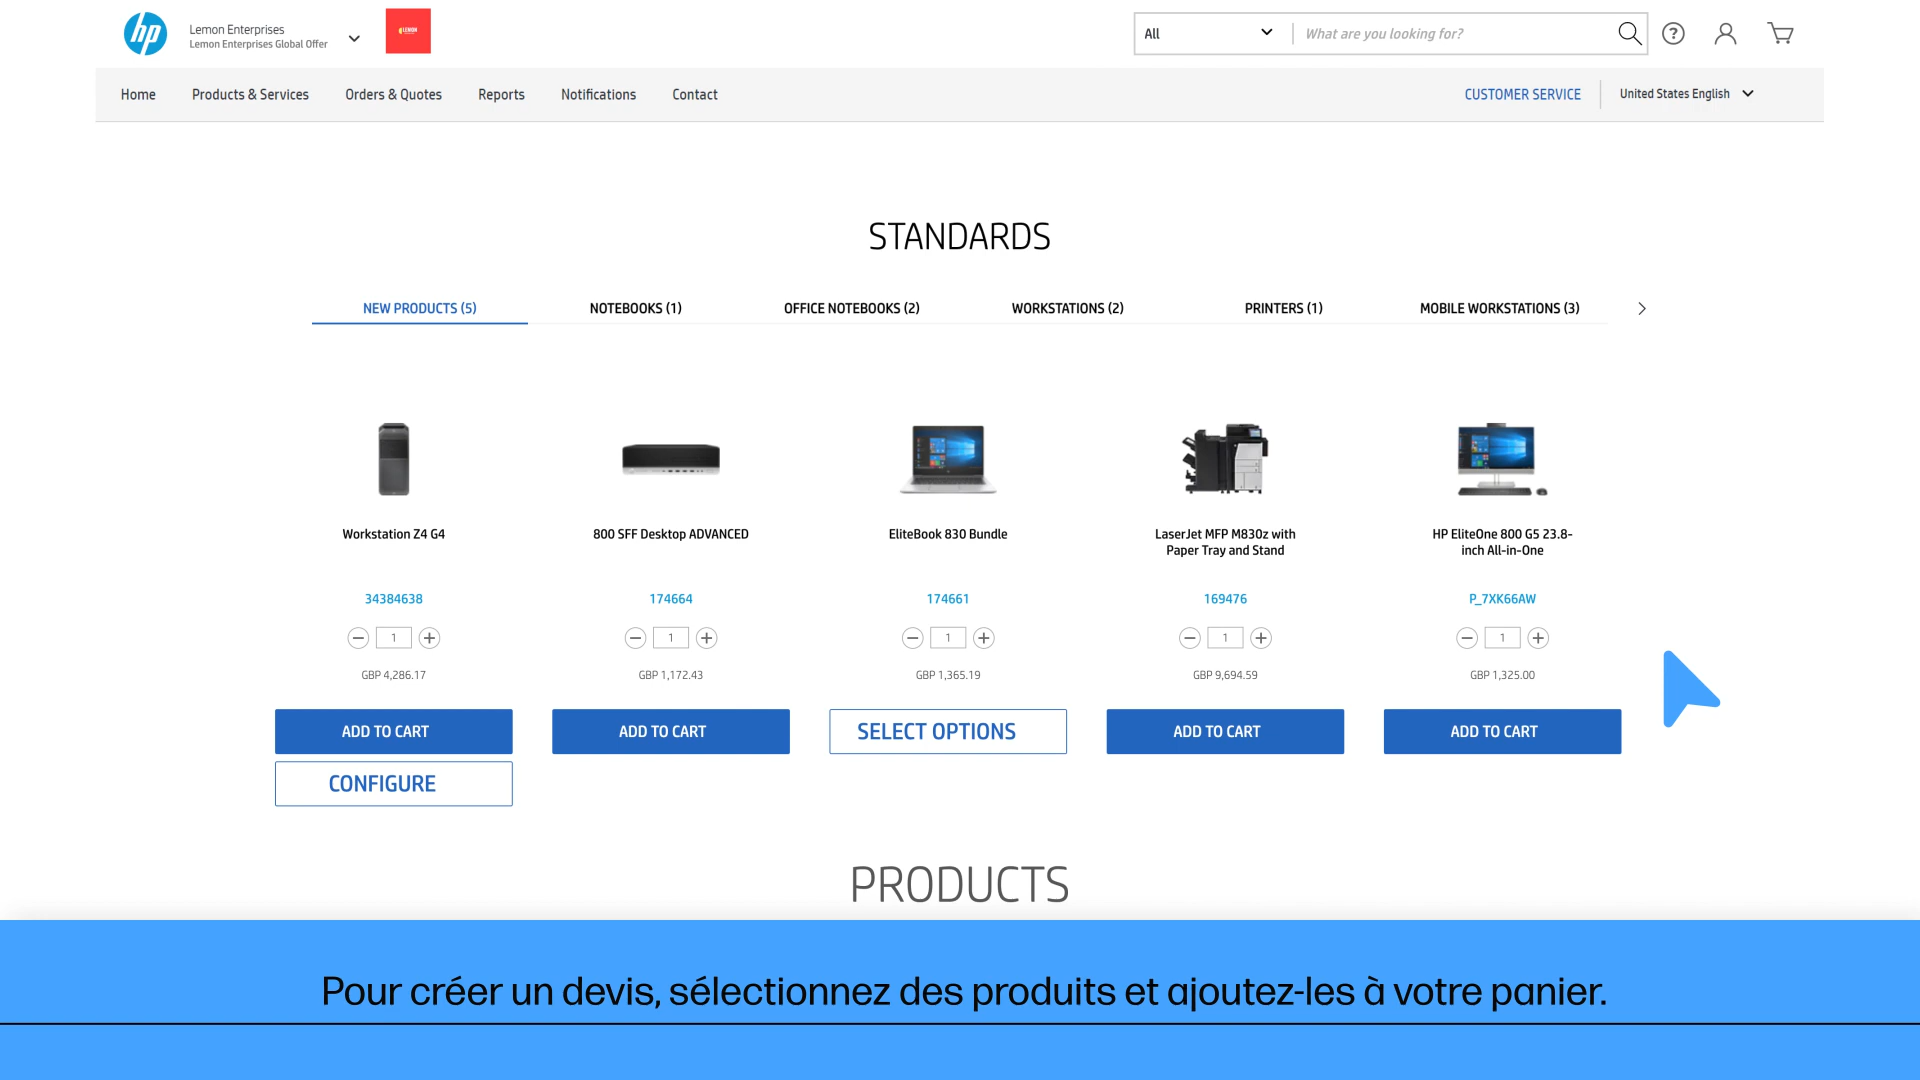 hp
Lemon Enterprises
Lemon Enterprises Global Offer
LEMON
All
What are you looking for?
?
Home
Products & Services
Orders & Quotes
Reports
Notifications
Contact
CUSTOMER SERVICE
United States English
STANDARDS
NEW PRODUCTS (5)
NOTEBOOKS (1)
OFFICE NOTEBOOKS (2)
WORKSTATIONS (2)
PRINTERS (1)
MOBILE WORKSTATIONS (3)
Workstation Z4 G4
34384638
1
GBP 4,286.17
ADD TO CART
CONFIGURE
800 SFF Desktop ADVANCED
174664
1
GBP 1,172.43
ADD TO CART
EliteBook 830 Bundle
174661
1
GBP 1,365.19
SELECT OPTIONS
LaserJet MFP M830z with
Paper Tray and Stand
169476
1
GBP 9,694.59
ADD TO CART
HP EliteOne 800 G5 23.8-
inch All-in-One
P_7XK66AW
1
GBP 1,325.00
ADD TO CART
PRODUCTS
Pour créer un devis, sélectionnez des produits et ajoutez-les à votre panier.